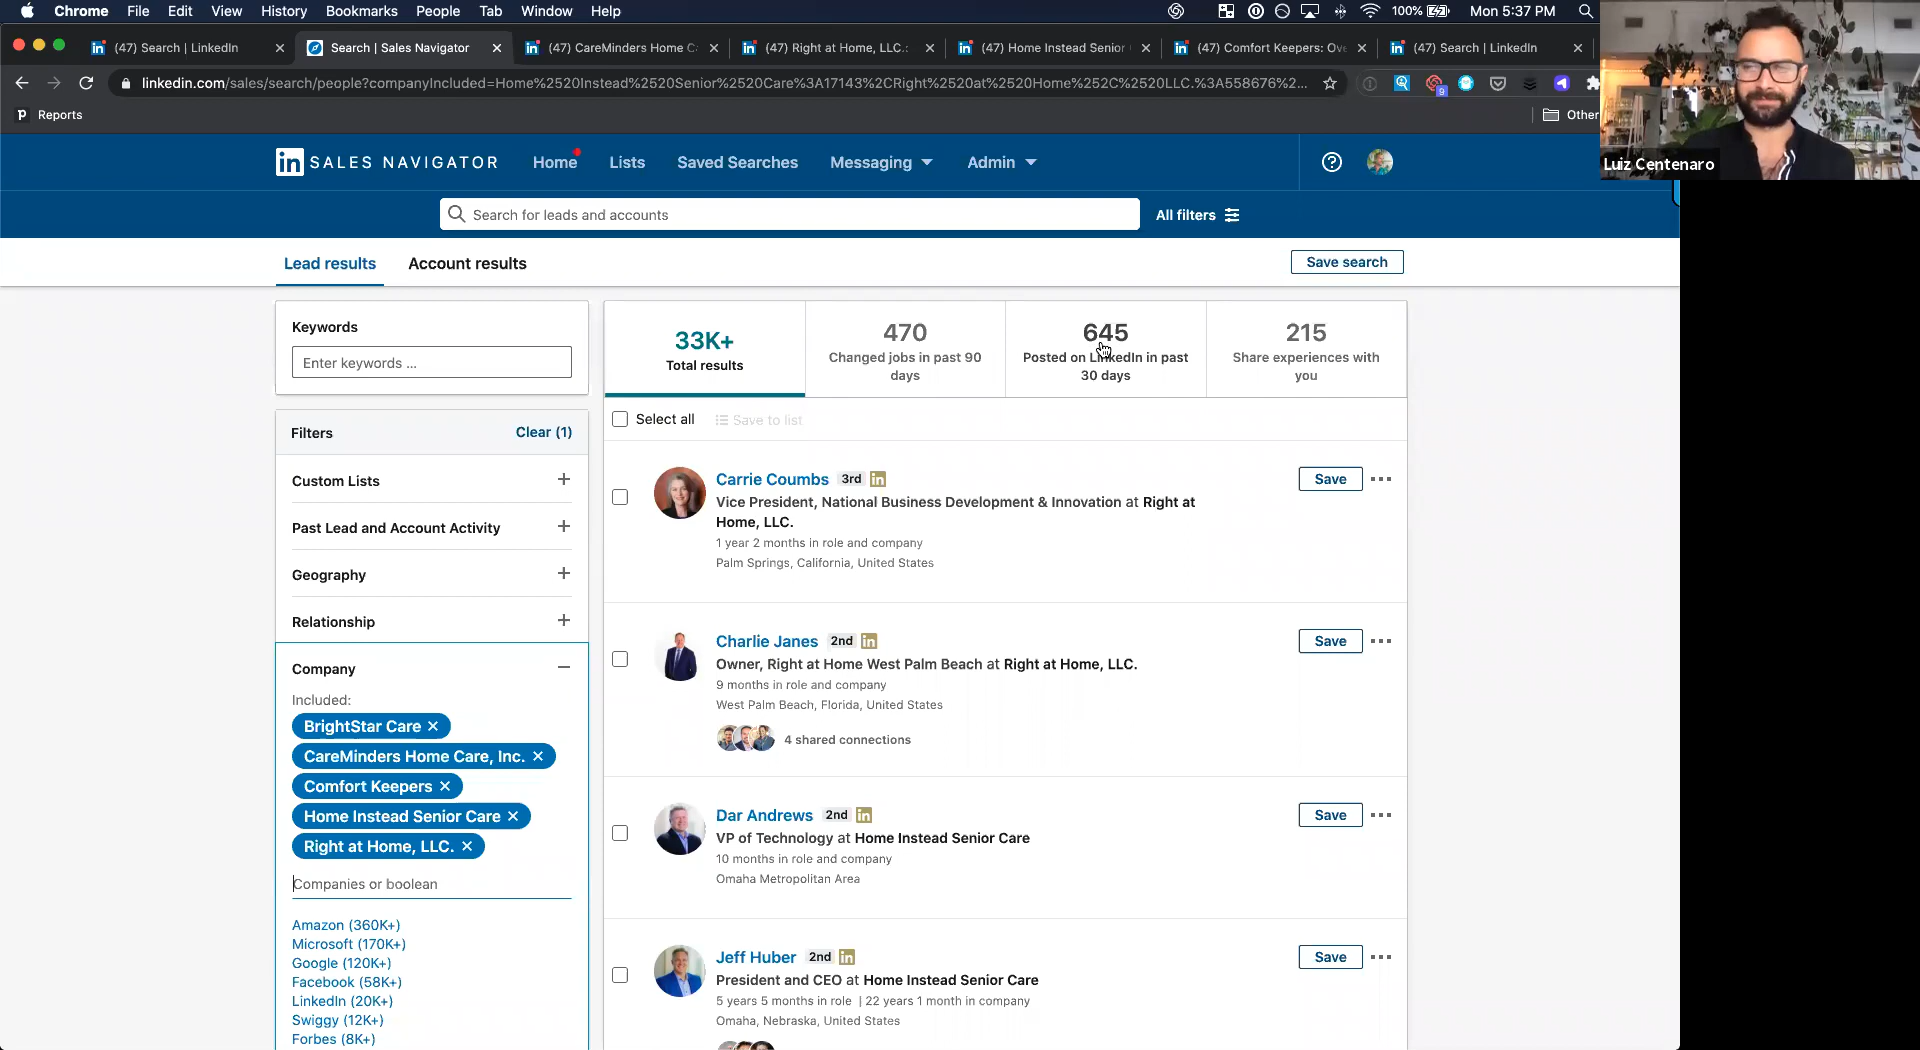 Chrome File Edit View History Bookmarks People Tab Window Help
100% Mon 5:37 PM
(47) Search | LinkedIn
Search | Sales Navigator
(47) CareMinders Home C
(47) Right at Home, LLC.:
(47) Home Instead Senior
(47) Comfort Keepers: Ove
(47) Search | LinkedIn
linkedin.com/sales/search/people?companyIncluded=Home%2520Instead%2520Senior%2520Care%3A17143%2CRight%2520at%2520Home%252C%2520LLC.%3A558676%2...
9
Reports
Other
Luiz Centenaro
in SALES NAVIGATOR
Home Lists Saved Searches Messaging Admin
Search for leads and accounts
All filters
Lead results Account results
Save search
Keywords
Enter keywords ...
Filters Clear (1)
Custom Lists
Past Lead and Account Activity
Geography
Relationship
Company
Included:
BrightStar Care
CareMinders Home Care, Inc.
Comfort Keepers
Home Instead Senior Care
Right at Home, LLC.
Companies or boolean
Amazon (360K+)
Microsoft (170K+)
Google (120K+)
Facebook (58K+)
LinkedIn (20K+)
Swiggy (12K+)
Forbes (8K+)
33K+
Total results
470
Changed jobs in past 90
days
645
Posted on LinkedIn in past
30 days
215
Share experiences with
you
Select all Save to list
Carrie Coumbs 3rd in
Save
Vice President, National Business Development & Innovation at Right at
Home, LLC.
1 year 2 months in role and company
Palm Springs, California, United States
Charlie Janes 2nd in
Save
Owner, Right at Home West Palm Beach at Right at Home, LLC.
9 months in role and company
West Palm Beach, Florida, United States
4 shared connections
Dar Andrews 2nd in
Save
VP of Technology at Home Instead Senior Care
10 months in role and company
Omaha Metropolitan Area
Jeff Huber 2nd in
Save
President and CEO at Home Instead Senior Care
5 years 5 months in role | 22 years 1 month in company
Omaha, Nebraska, United States